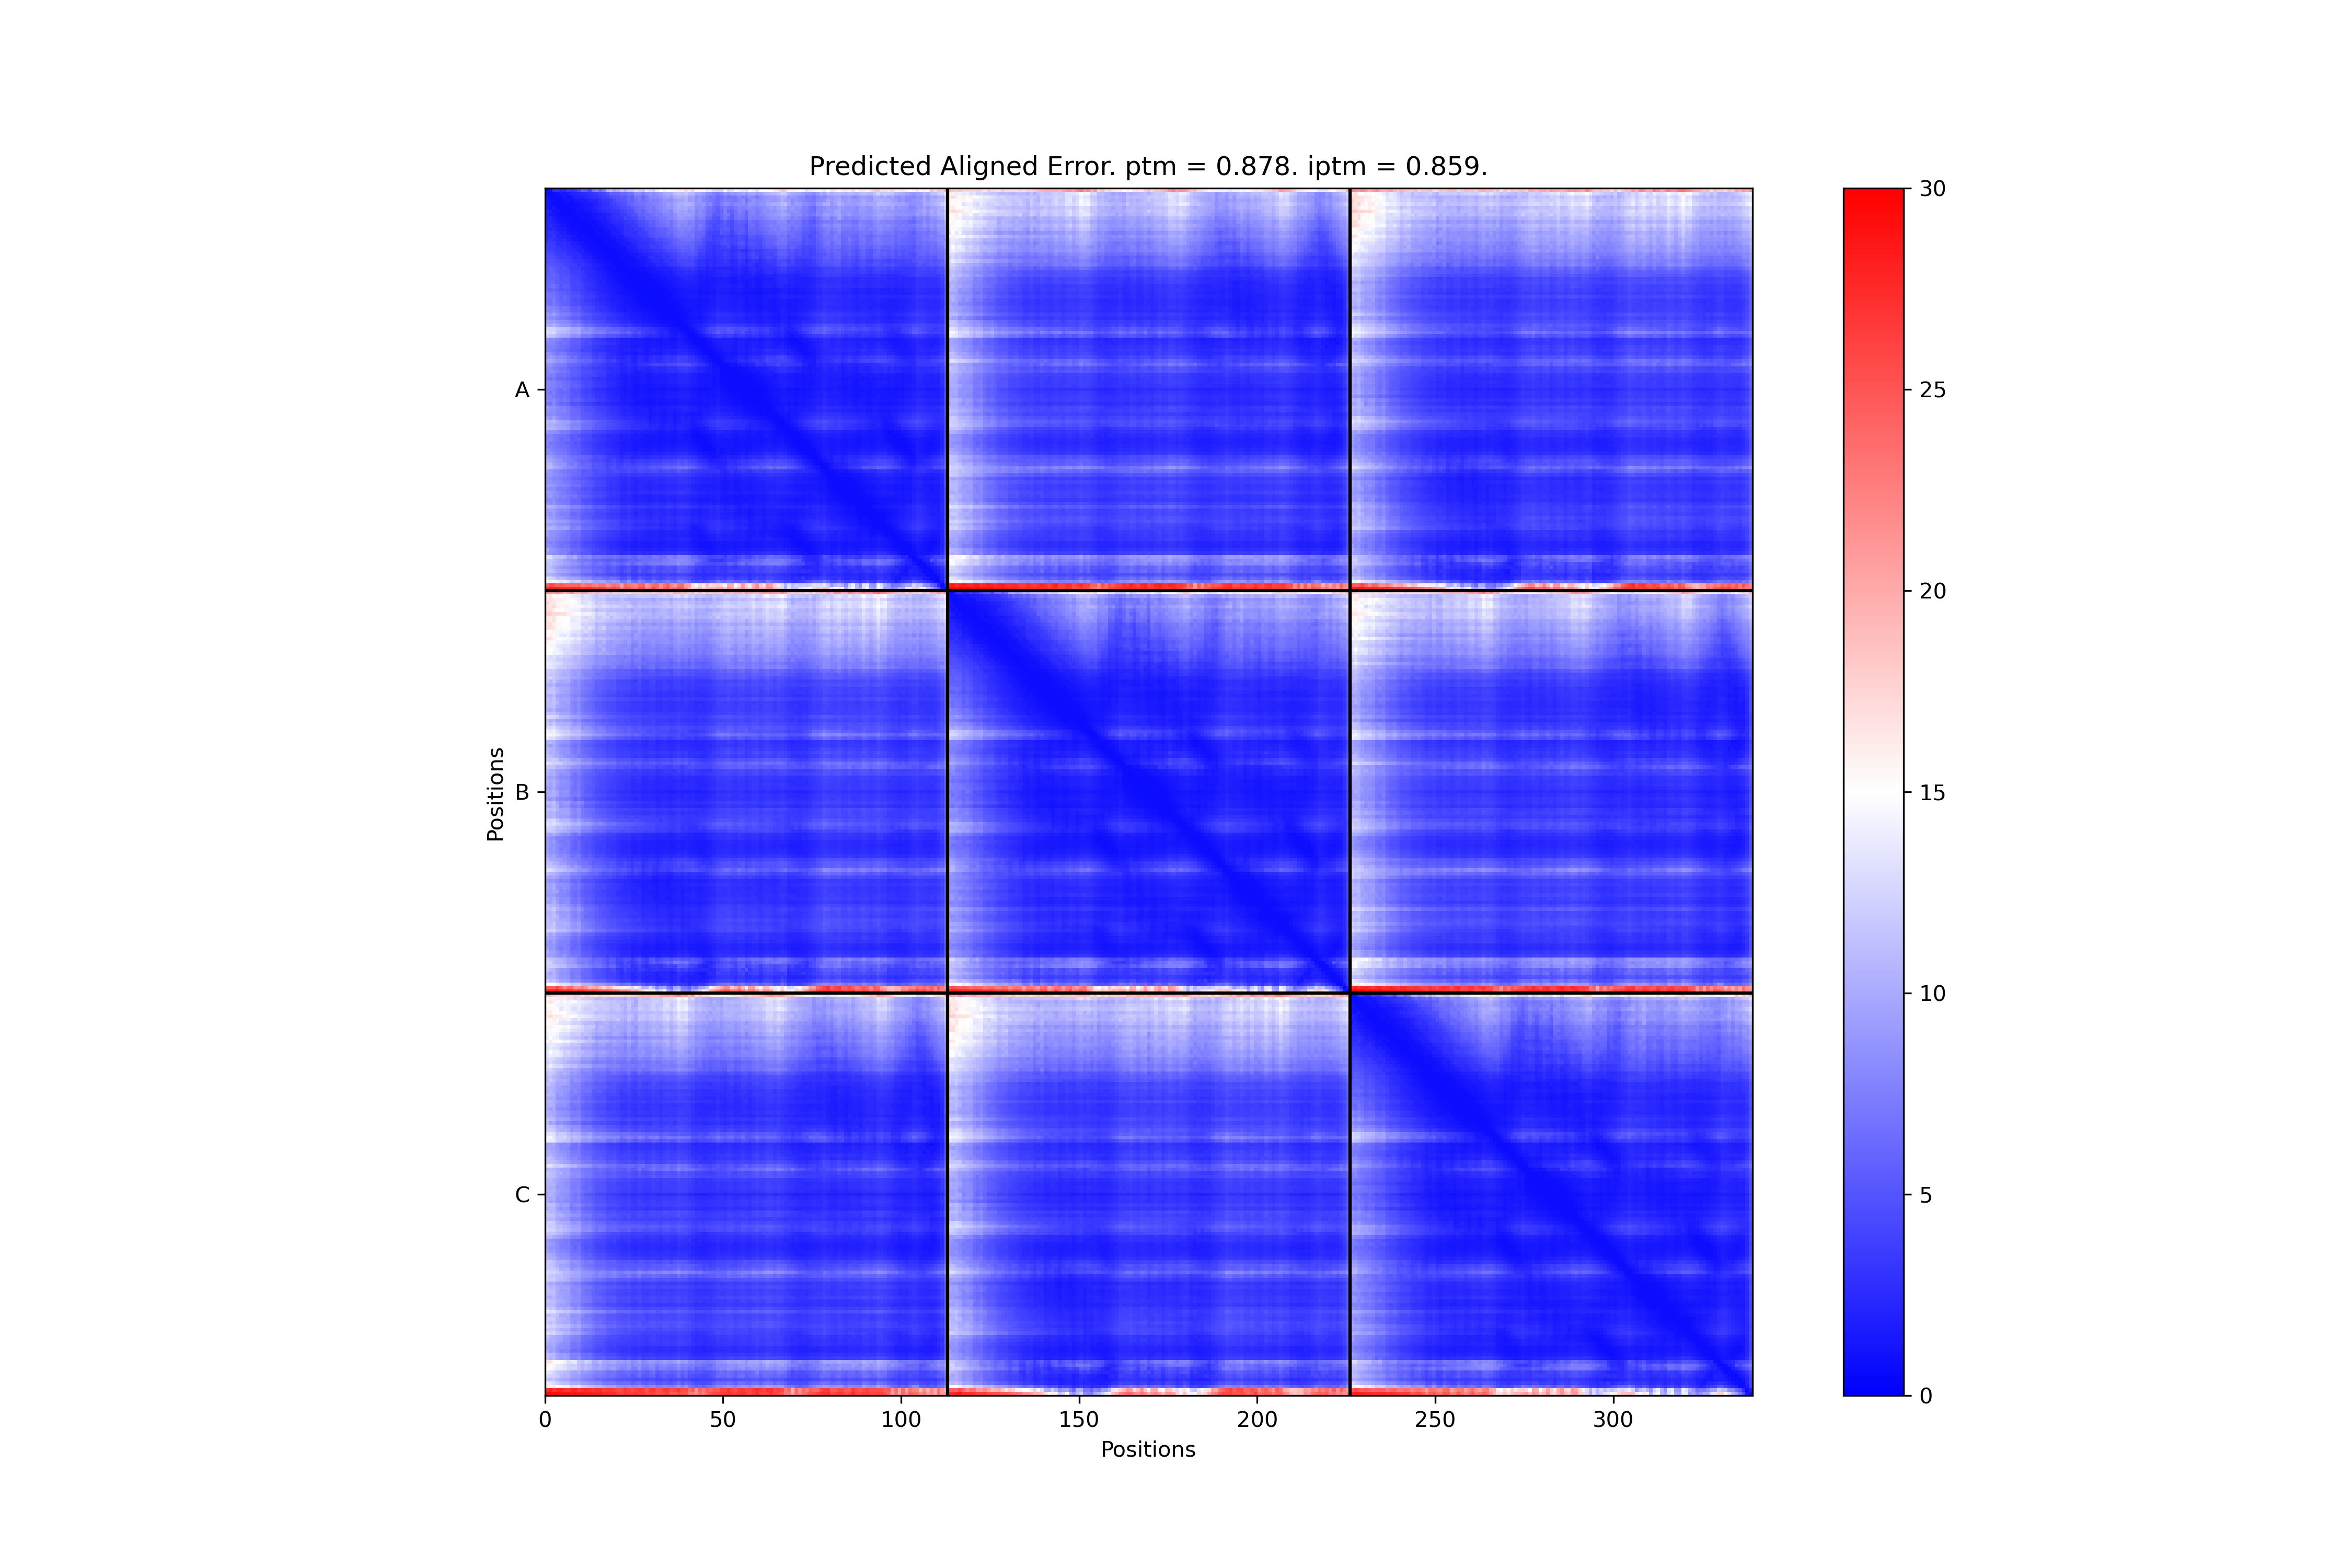 Predicted Aligned Error. ptm = 0.878. iptm = 0.859.
A
B
C
Positions
0
50
100
150
200
250
300
Positions
30
25
20
15
10
5
0